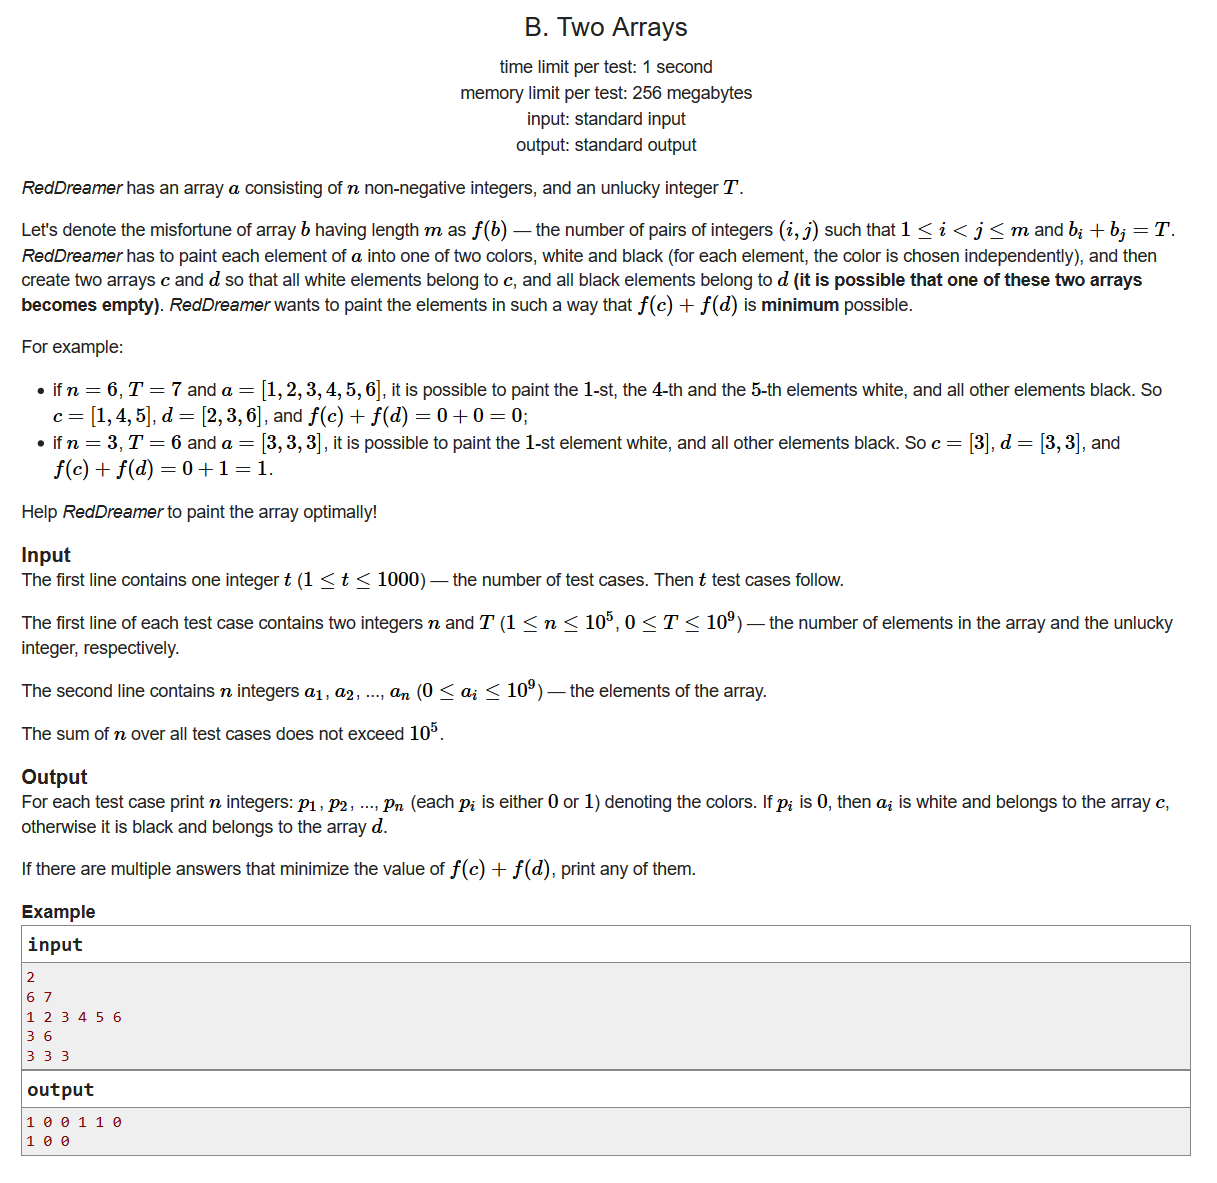 B. Two Arrays
time limit per test: 1 second
memory limit per test: 256 megabytes
input: standard input
output: standard output
RedDreamer has an array a consisting of n non-negative integers, and an unlucky integer T.
Let's denote the misfortune of array b having length m as f(b) — the number of pairs of integers (i, j) such that 1 ≤ i < j ≤ m and b_i + b_j = T.
RedDreamer has to paint each element of a into one of two colors, white and black (for each element, the color is chosen independently), and then
create two arrays c and d so that all white elements belong to c, and all black elements belong to d (it is possible that one of these two arrays
becomes empty). RedDreamer wants to paint the elements in such a way that f(c) + f(d) is minimum possible.
For example:
• if n = 6, T = 7 and a = [1, 2, 3, 4, 5, 6], it is possible to paint the 1-st, the 4-th and the 5-th elements white, and all other elements black. So
c = [1, 4, 5], d = [2, 3, 6], and f(c) + f(d) = 0 + 0 = 0;
• if n = 3, T = 6 and a = [3, 3, 3], it is possible to paint the 1-st element white, and all other elements black. So c = [3], d = [3, 3], and
f(c) + f(d) = 0 + 1 = 1.
Help RedDreamer to paint the array optimally!
Input
The first line contains one integer t (1 ≤ t ≤ 1000) — the number of test cases. Then t test cases follow.
The first line of each test case contains two integers n and T (1 ≤ n ≤ 10^5, 0 ≤ T ≤ 10^9) — the number of elements in the array and the unlucky
integer, respectively.
The second line contains n integers a_1, a_2, ..., a_n (0 ≤ a_i ≤ 10^9) — the elements of the array.
The sum of n over all test cases does not exceed 10^5.
Output
For each test case print n integers: p_1, p_2, ..., p_n (each p_i is either 0 or 1) denoting the colors. If p_i is 0, then a_i is white and belongs to the array c,
otherwise it is black and belongs to the array d.
If there are multiple answers that minimize the value of f(c) + f(d), print any of them.
Example
input
2
6 7
1 2 3 4 5 6
3 6
3 3 3
output
1 0 0 1 1 0
1 0 0